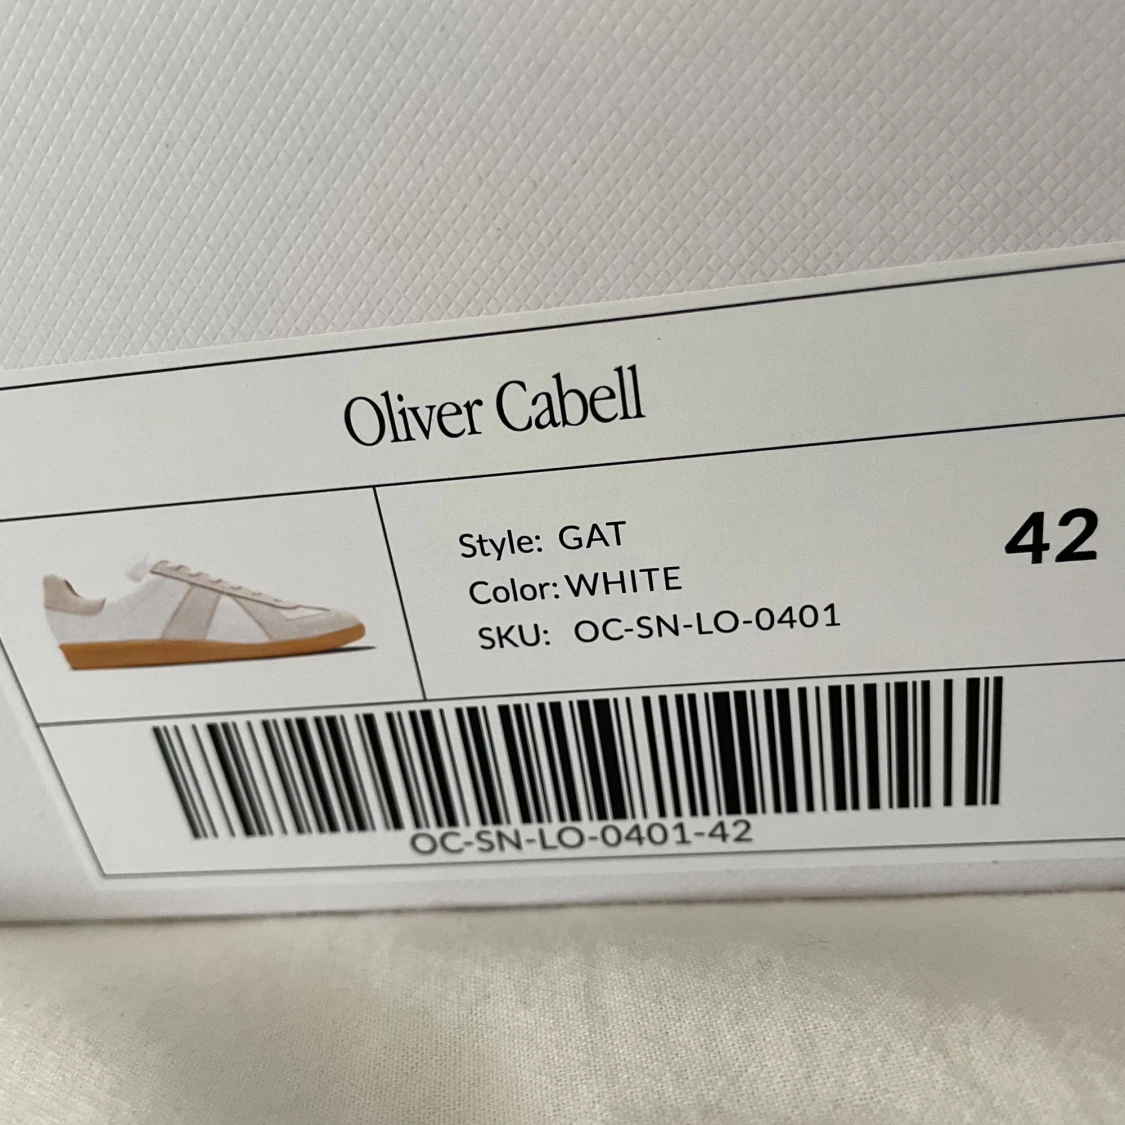 Oliver Cabell
Style: GAT
Color: WHITE
SKU: OC-SN-LO-0401
42
OC-SN-LO-0401-42